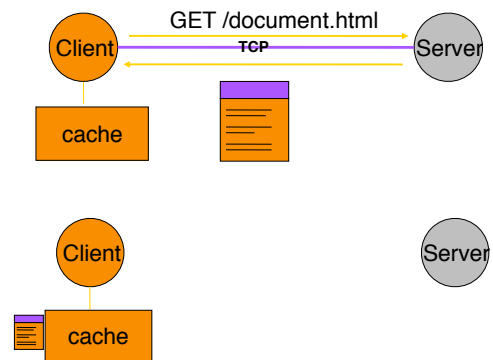 GET /document.html
Client
TCP
Server
cache
Client
Server
cache